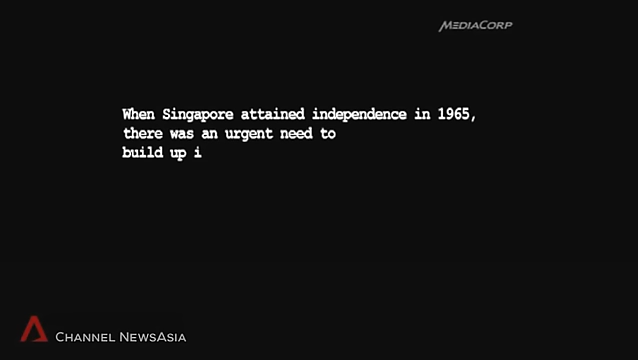 MEDIACORP
When Singapore attained independence in 1965,
there was an urgent need to
build up i
CHANNEL NEWSASIA